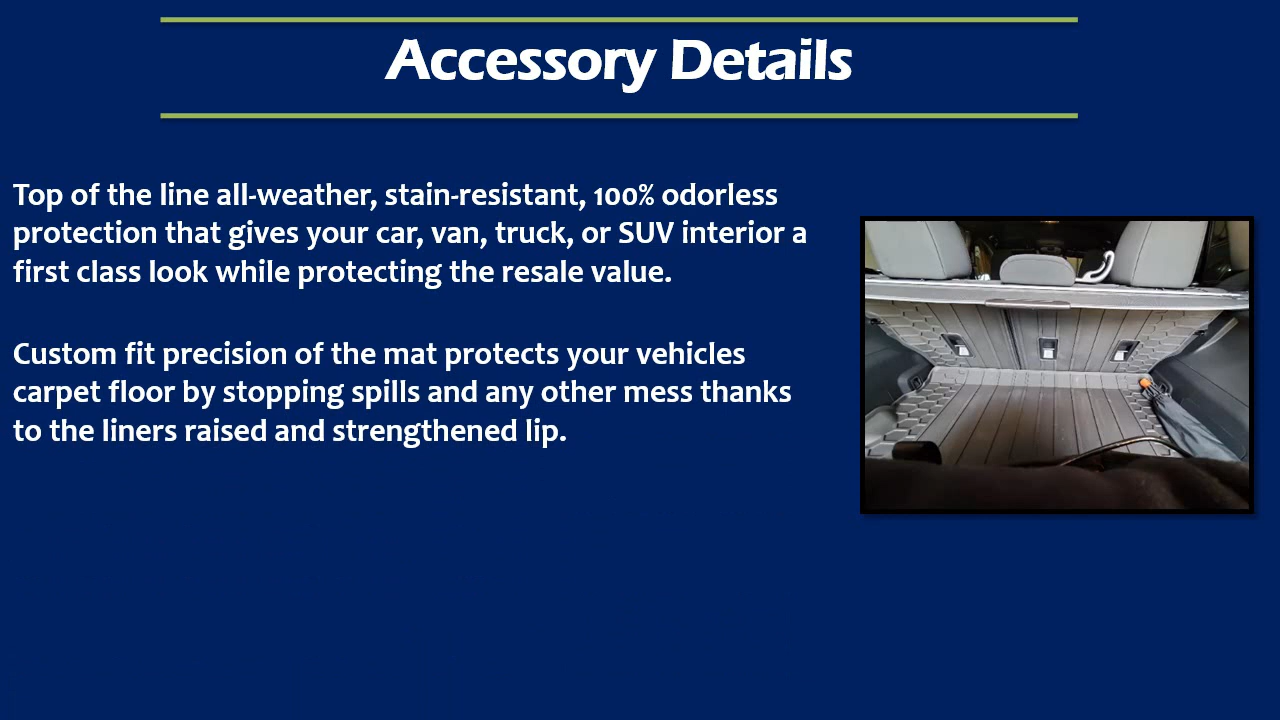 Accessory Details
Top of the line all-weather, stain-resistant, 100% odorless
protection that gives your car, van, truck, or SUV interior a
first class look while protecting the resale value.
Custom fit precision of the mat protects your vehicles
carpet floor by stopping spills and any other mess thanks
to the liners raised and strengthened lip.